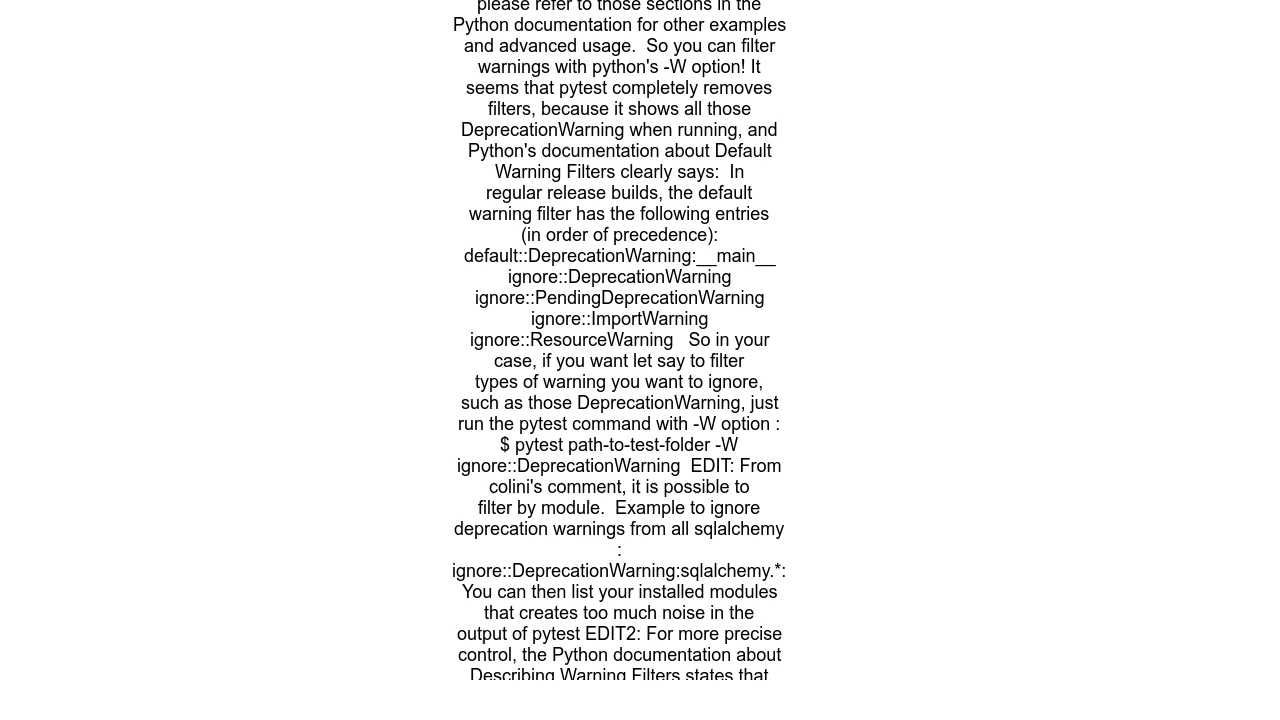 please refer to those sections in the
Python documentation for other examples
and advanced usage.  So you can filter
warnings with python's -W option! It
seems that pytest completely removes
filters, because it shows all those
DeprecationWarning when running, and
Python's documentation about Default
Warning Filters clearly says:  In
regular release builds, the default
warning filter has the following entries
(in order of precedence):
default::DeprecationWarning:__main__
ignore::DeprecationWarning
ignore::PendingDeprecationWarning
ignore::ImportWarning
ignore::ResourceWarning   So in your
case, if you want let say to filter
types of warning you want to ignore,
such as those DeprecationWarning, just
run the pytest command with -W option :
$ pytest path-to-test-folder -W
ignore::DeprecationWarning  EDIT: From
colini's comment, it is possible to
filter by module.  Example to ignore
deprecation warnings from all sqlalchemy
:
ignore::DeprecationWarning:sqlalchemy.*:
You can then list your installed modules
that creates too much noise in the
output of pytest EDIT2: For more precise
control, the Python documentation about
Describing Warning Filters states that